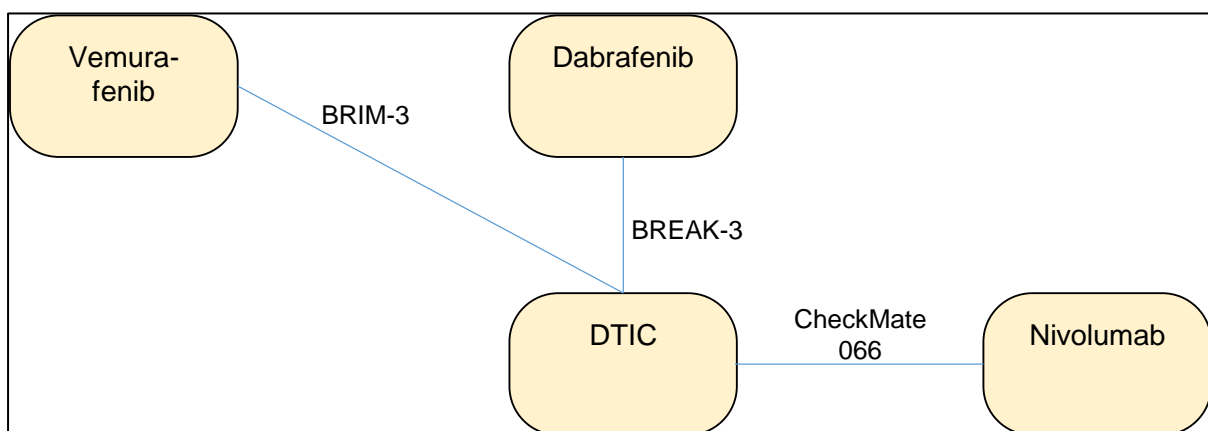 Vemura-
fenib
Dabrafenib
BRIM-3
BREAK-3
DTIC
CheckMate
066
Nivolumab